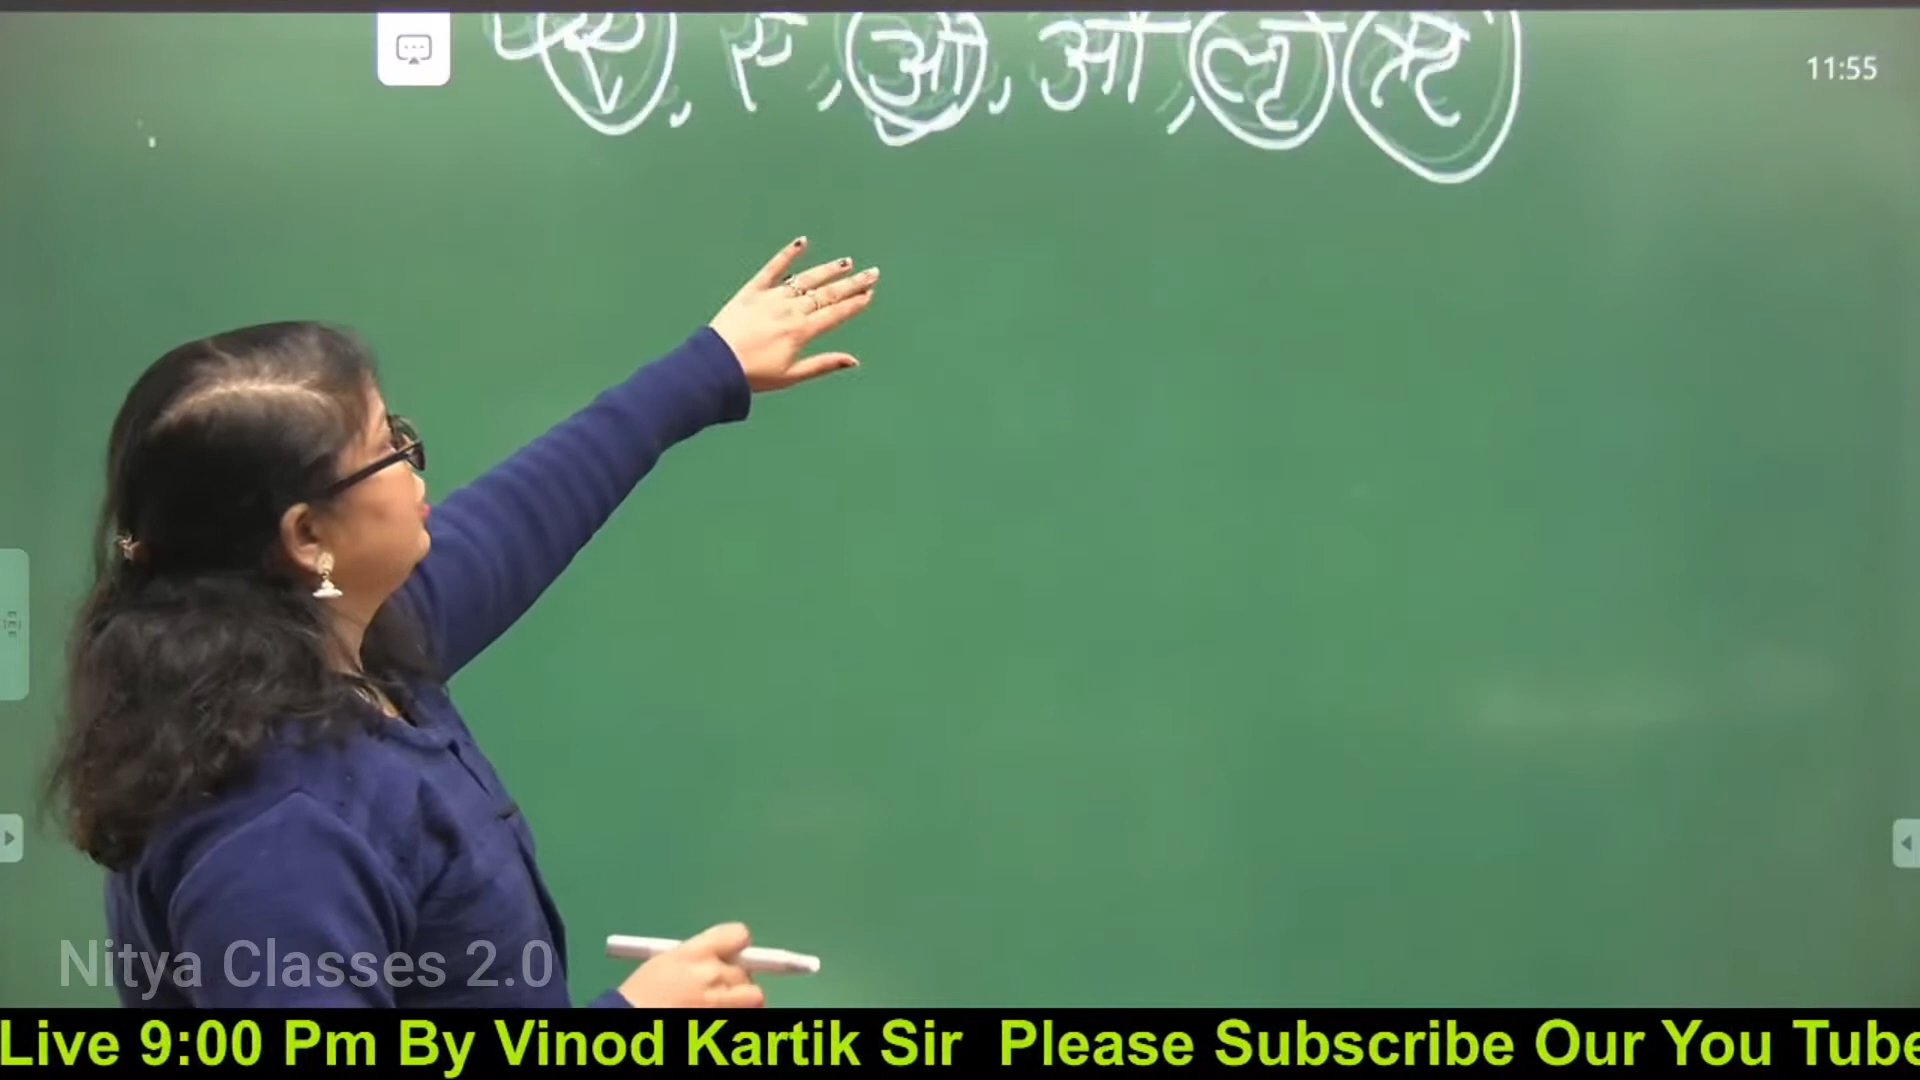 ए, ऐ, ओ, औ, लृ ऋ
11:55
Nitya Classes 2.0
Live 9:00 Pm By Vinod Kartik Sir Please Subscribe Our You Tube